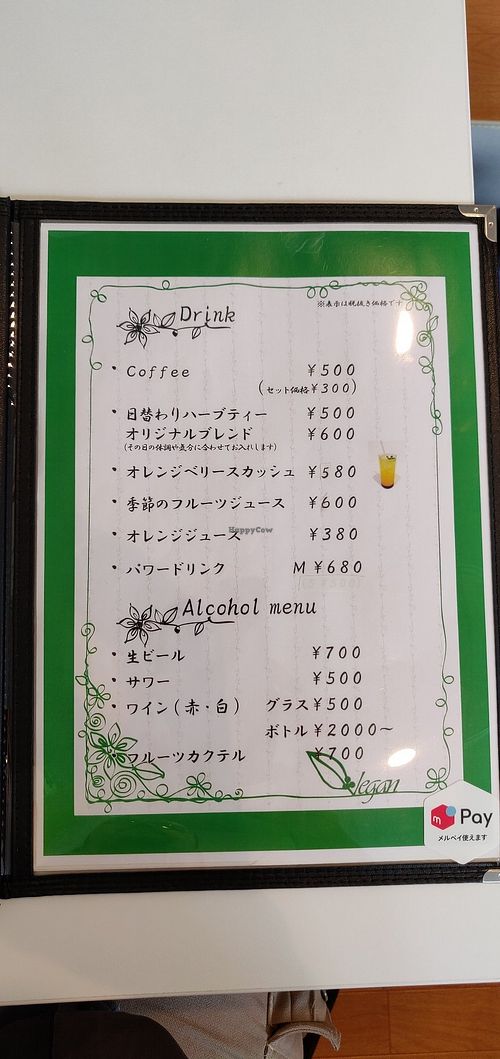 ※表示は税抜き価格です
Drink
・Coffee ¥500
(セット価格¥300)
・日替わりハーブティー ¥500
オリジナルブレンド ¥600
(その日の体調や気分に合わせてお入れします)
・オレンジベリースカッシュ ¥580
・季節のフルーツジュース ¥600
HappyCow
・オレンジジュース ¥380
・パワードリンク M ¥680
Alcohol menu
・生ビール ¥700
・サワー ¥500
・ワイン(赤・白) グラス¥500
ボトル¥2000〜
・フルーツカクテル ¥700
Vegan
m Pay
メルペイ使えます